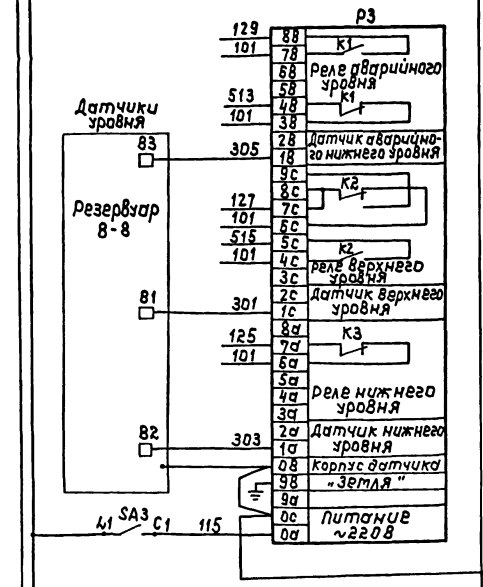 Р3
129
8в
К1
101
7в
6в
Реле аварийного
уровня
5в
513
4в
К1
101
3в
Датчики
уровня
2в
Датчик аварийно-
го нижнего уровня
83
305
1в
9с
8с
К2
127
7с
101
6с
Резервуар
8-8
515
5с
К2
101
4с
Реле верхнего
уровня
3с
2с
Датчик верхнего
уровня
81
301
1с
8а
125
7а
К3
101
6а
5а
4а
Реле нижнего
уровня
3а
82
2а
Датчик нижнего
уровня
303
1а
0в
Корпус датчика
9в
„Земля"
9а
0с
Питание
~220В
Л1
SA3
С1
115
0а